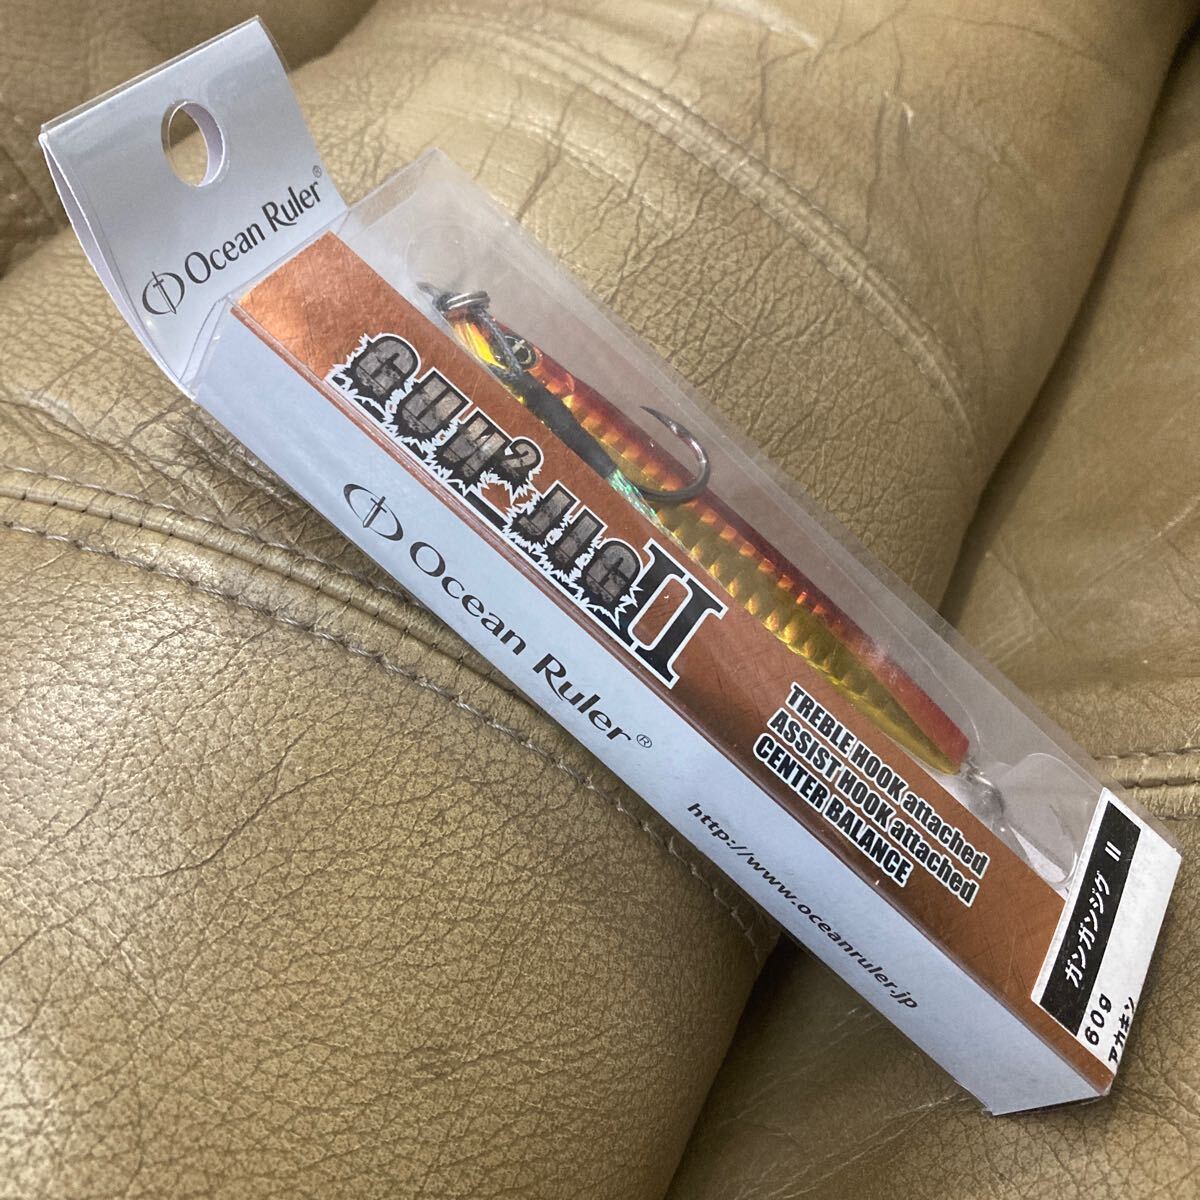 Ocean Ruler®
GUN²JIG II
Ocean Ruler®
http://www.oceanruler.jp
TREBLE HOOK attached
ASSIST HOOK attached
CENTER BALANCE
ガンガンジグ II
60g
アカキン